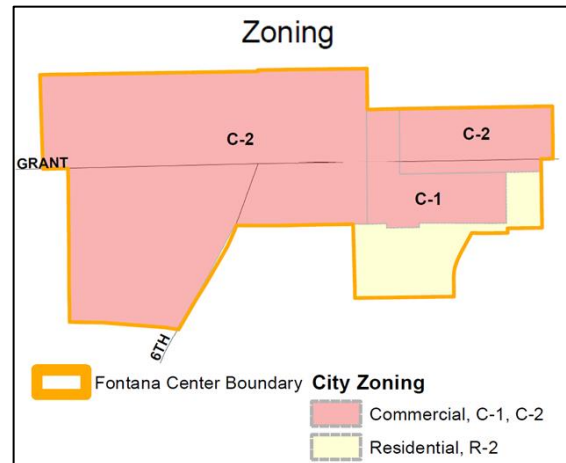 Zoning
C-2
C-2
GRANT
C-1
6TH
Fontana Center Boundary
City Zoning
Commercial, C-1, C-2
Residential, R-2